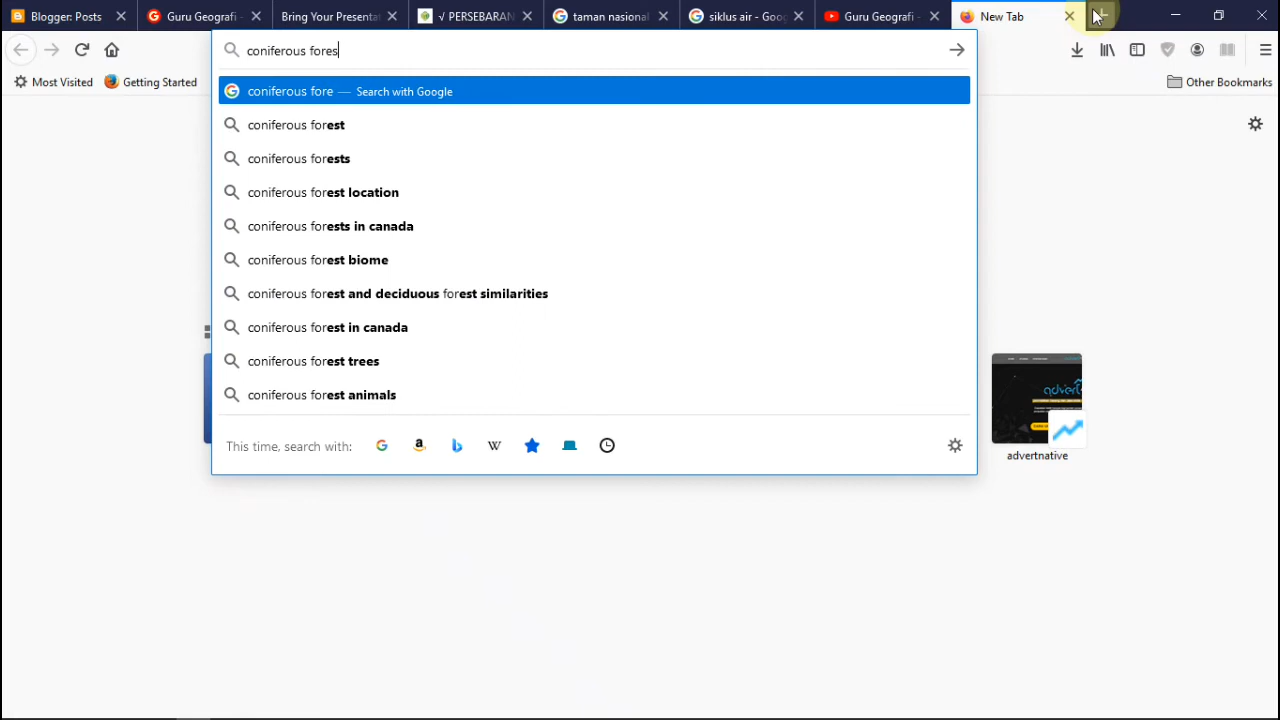 Blogger: Posts
Guru Geografi -
Bring Your Presenta
√ PERSEBARAN
taman nasional
siklus air - Goog
Guru Geografi -
New Tab
coniferous fores
Most Visited
Getting Started
Other Bookmarks
coniferous fore — Search with Google
coniferous forest
coniferous forests
coniferous forest location
coniferous forests in canada
coniferous forest biome
coniferous forest and deciduous forest similarities
coniferous forest in canada
coniferous forest trees
coniferous forest animals
This time, search with:
advertnative